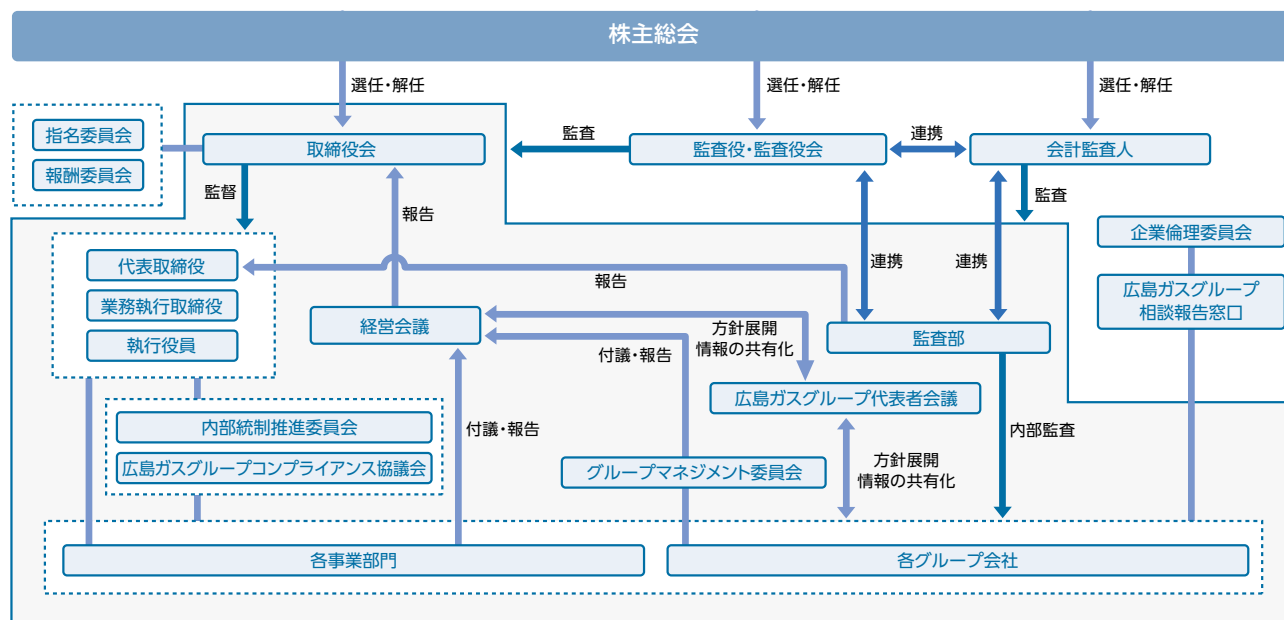 株主総会
選任・解任
選任・解任
選任・解任
指名委員会
報酬委員会
取締役会
監査
監査役・監査役会
連携
会計監査人
監督
報告
監査
代表取締役
業務執行取締役
執行役員
報告
連携
連携
企業倫理委員会
広島ガスグループ
相談報告窓口
経営会議
付議・報告
方針展開
情報の共有化
監査部
広島ガスグループ代表者会議
内部統制推進委員会
広島ガスグループコンプライアンス協議会
付議・報告
グループマネジメント委員会
方針展開
情報の共有化
内部監査
各事業部門
各グループ会社